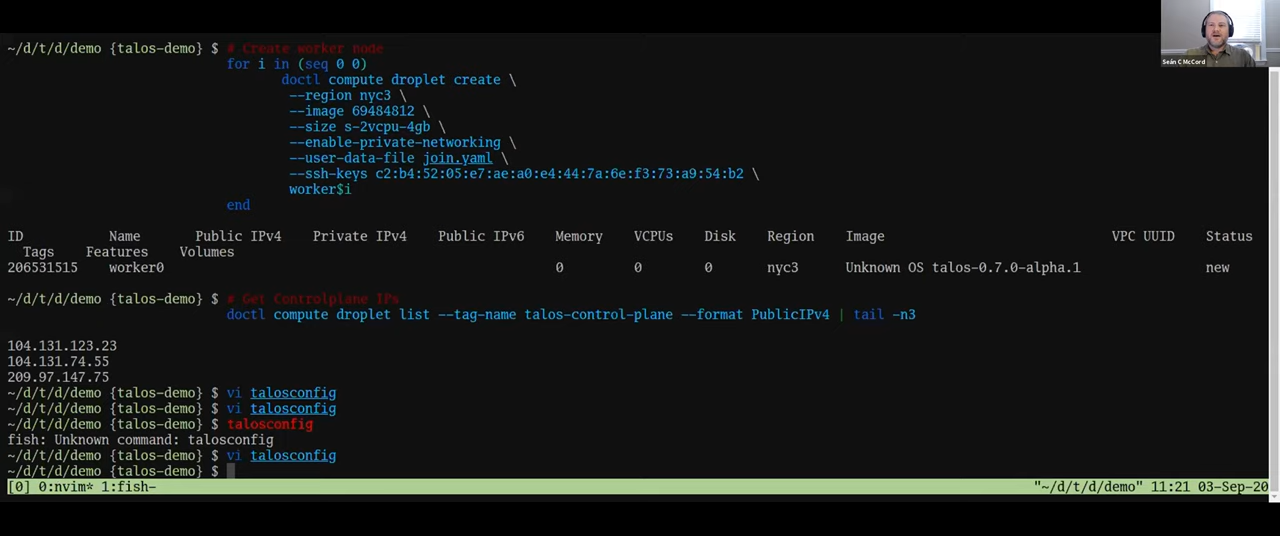 Seán C McCord
~/d/t/d/demo {talos-demo} $ # Create worker node
for i in (seq 0 0)
doctl compute droplet create \
--region nyc3 \
--image 69484812 \
--size s-2vcpu-4gb \
--enable-private-networking \
--user-data-file join.yaml \
--ssh-keys c2:b4:52:05:e7:ae:a0:e4:44:7a:6e:f3:73:a9:54:b2 \
worker$i
end
ID Name Public IPv4 Private IPv4 Public IPv6 Memory VCPUs Disk Region Image VPC UUID Status
Tags Features Volumes
206531515 worker0 0 0 0 nyc3 Unknown OS talos-0.7.0-alpha.1 new
~/d/t/d/demo {talos-demo} $ # Get Controlplane IPs
doctl compute droplet list --tag-name talos-control-plane --format PublicIPv4 | tail -n3
104.131.123.23
104.131.74.55
209.97.147.75
~/d/t/d/demo {talos-demo} $ vi talosconfig
~/d/t/d/demo {talos-demo} $ vi talosconfig
~/d/t/d/demo {talos-demo} $ talosconfig
fish: Unknown command: talosconfig
~/d/t/d/demo {talos-demo} $ vi talosconfig
~/d/t/d/demo {talos-demo} $
[0] 0:nvim* 1:fish- "~/d/t/d/demo" 11:21 03-Sep-20